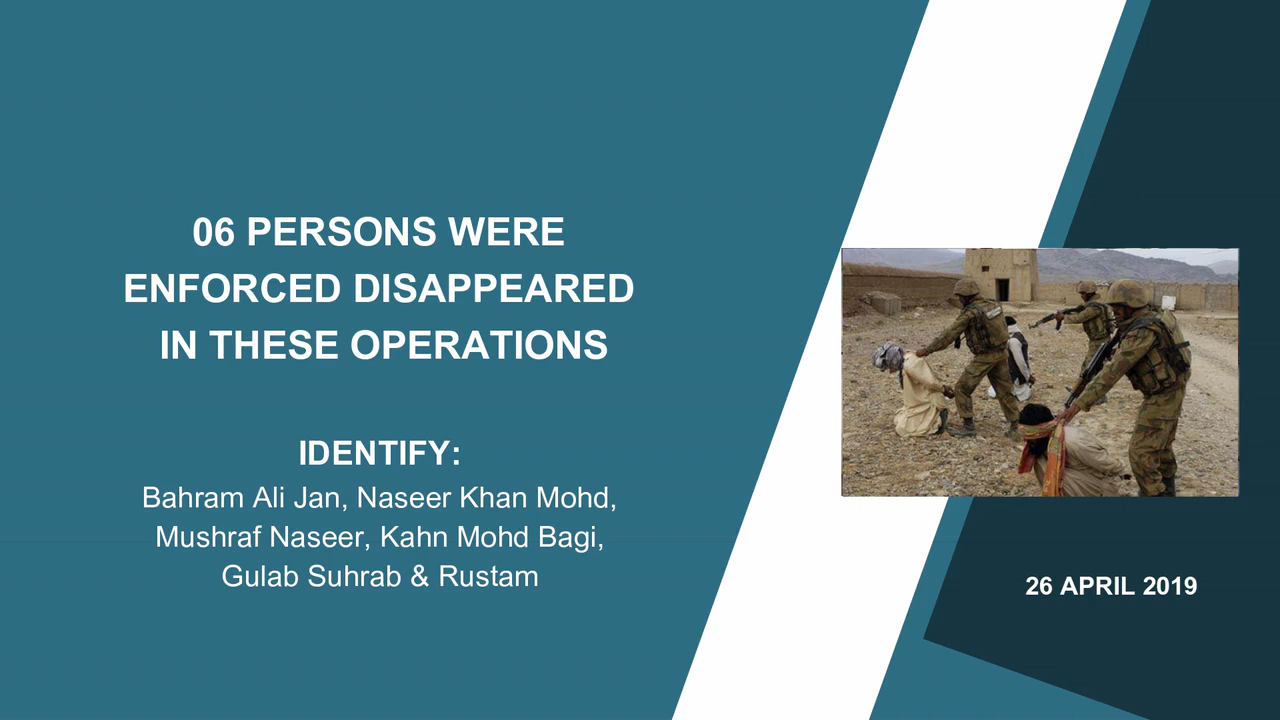 06 PERSONS WERE
ENFORCED DISAPPEARED
IN THESE OPERATIONS
IDENTIFY:
Bahram Ali Jan, Naseer Khan Mohd,
Mushraf Naseer, Kahn Mohd Bagi,
Gulab Suhrab & Rustam
26 APRIL 2019